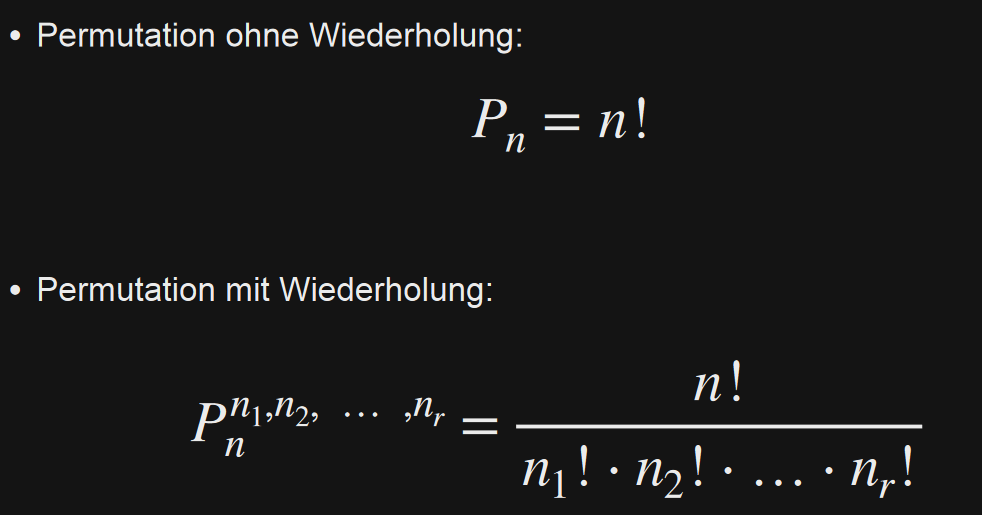 • Permutation ohne Wiederholung:
Pₙ = n!
• Permutation mit Wiederholung:
$P_n^{n_1,n_2,\ \ldots\ ,n_r} = \frac{n!}{n_1! \cdot n_2! \cdot \ldots \cdot n_r!}$